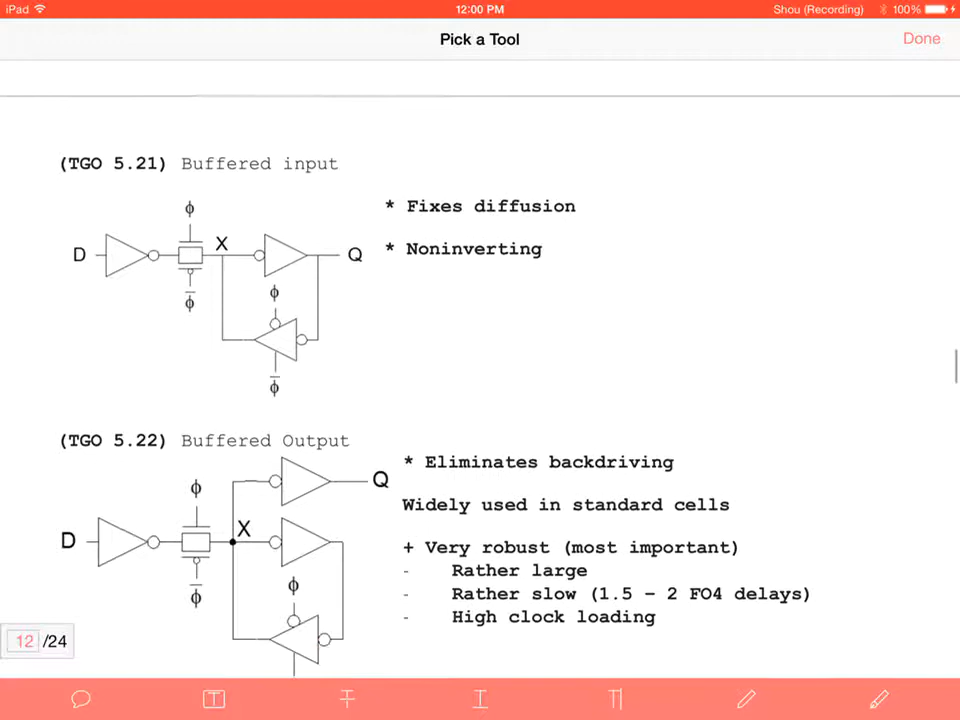 iPad 12:00 PM Shou (Recording) 100%
Pick a Tool Done
(TGO 5.21) Buffered input
* Fixes diffusion
* Noninverting
ϕ
D X Q
ϕ
ϕ̅
ϕ̅
(TGO 5.22) Buffered Output
* Eliminates backdriving
Widely used in standard cells
+ Very robust (most important)
- Rather large
- Rather slow (1.5 – 2 FO4 delays)
- High clock loading
Q
ϕ
D X
ϕ
ϕ̅
12 /24